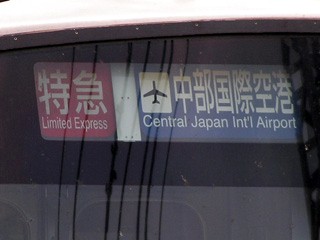 特急 中部国際空港
Limited Express Central Japan Int'l Airport